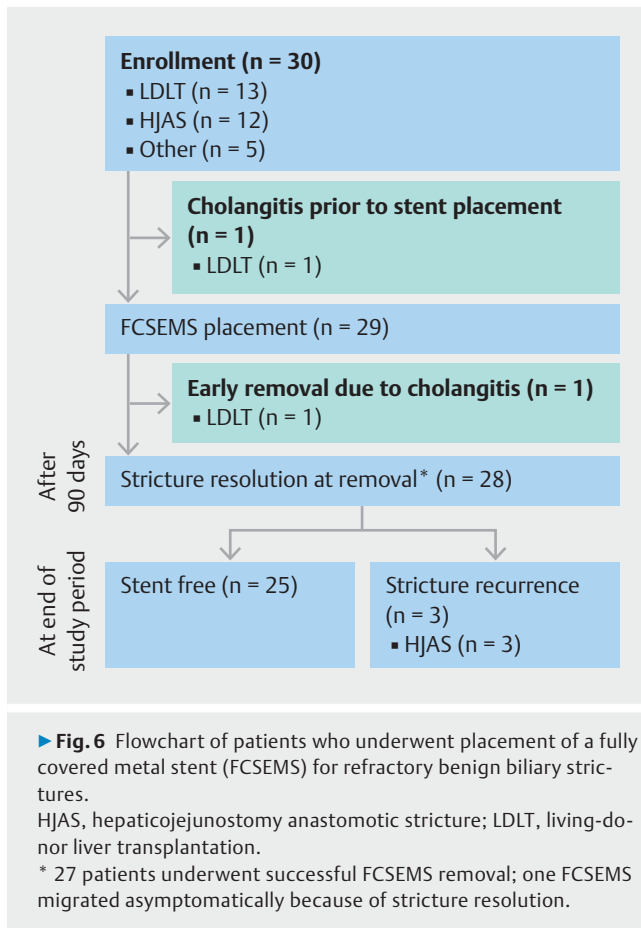 Enrollment (n = 30)
▪ LDLT (n = 13)
▪ HJAS (n = 12)
▪ Other (n = 5)
Cholangitis prior to stent placement
(n = 1)
▪ LDLT (n = 1)
FCSEMS placement (n = 29)
Early removal due to cholangitis (n = 1)
▪ LDLT (n = 1)
After
90 days
Stricture resolution at removal* (n = 28)
At end of
study period
Stent free (n = 25)
Stricture recurrence
(n = 3)
▪ HJAS (n = 3)
▶ Fig. 6 Flowchart of patients who underwent placement of a fully
covered metal stent (FCSEMS) for refractory benign biliary stric-
tures.
HJAS, hepaticojejunostomy anastomotic stricture; LDLT, living-do-
nor liver transplantation.
* 27 patients underwent successful FCSEMS removal; one FCSEMS
migrated asymptomatically because of stricture resolution.